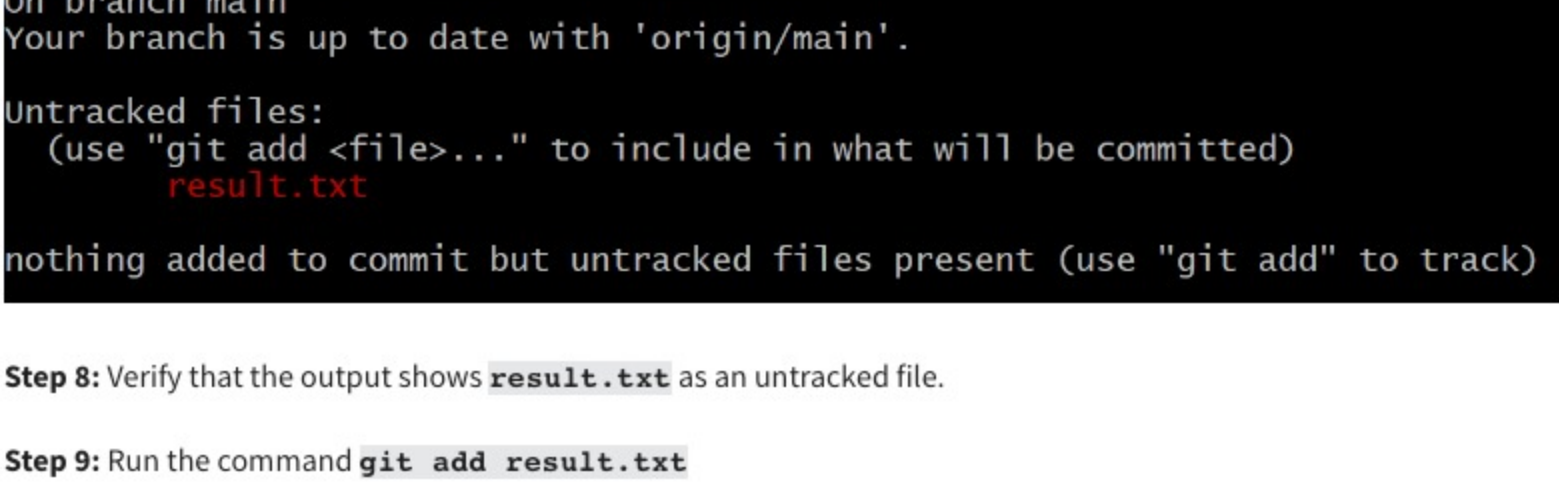 On branch main
Your branch is up to date with 'origin/main'.
Untracked files:
(use "git add <file>..." to include in what will be committed)
result.txt
nothing added to commit but untracked files present (use "git add" to track)
Step 8: Verify that the output shows result.txt as an untracked file.
Step 9: Run the command git add result.txt